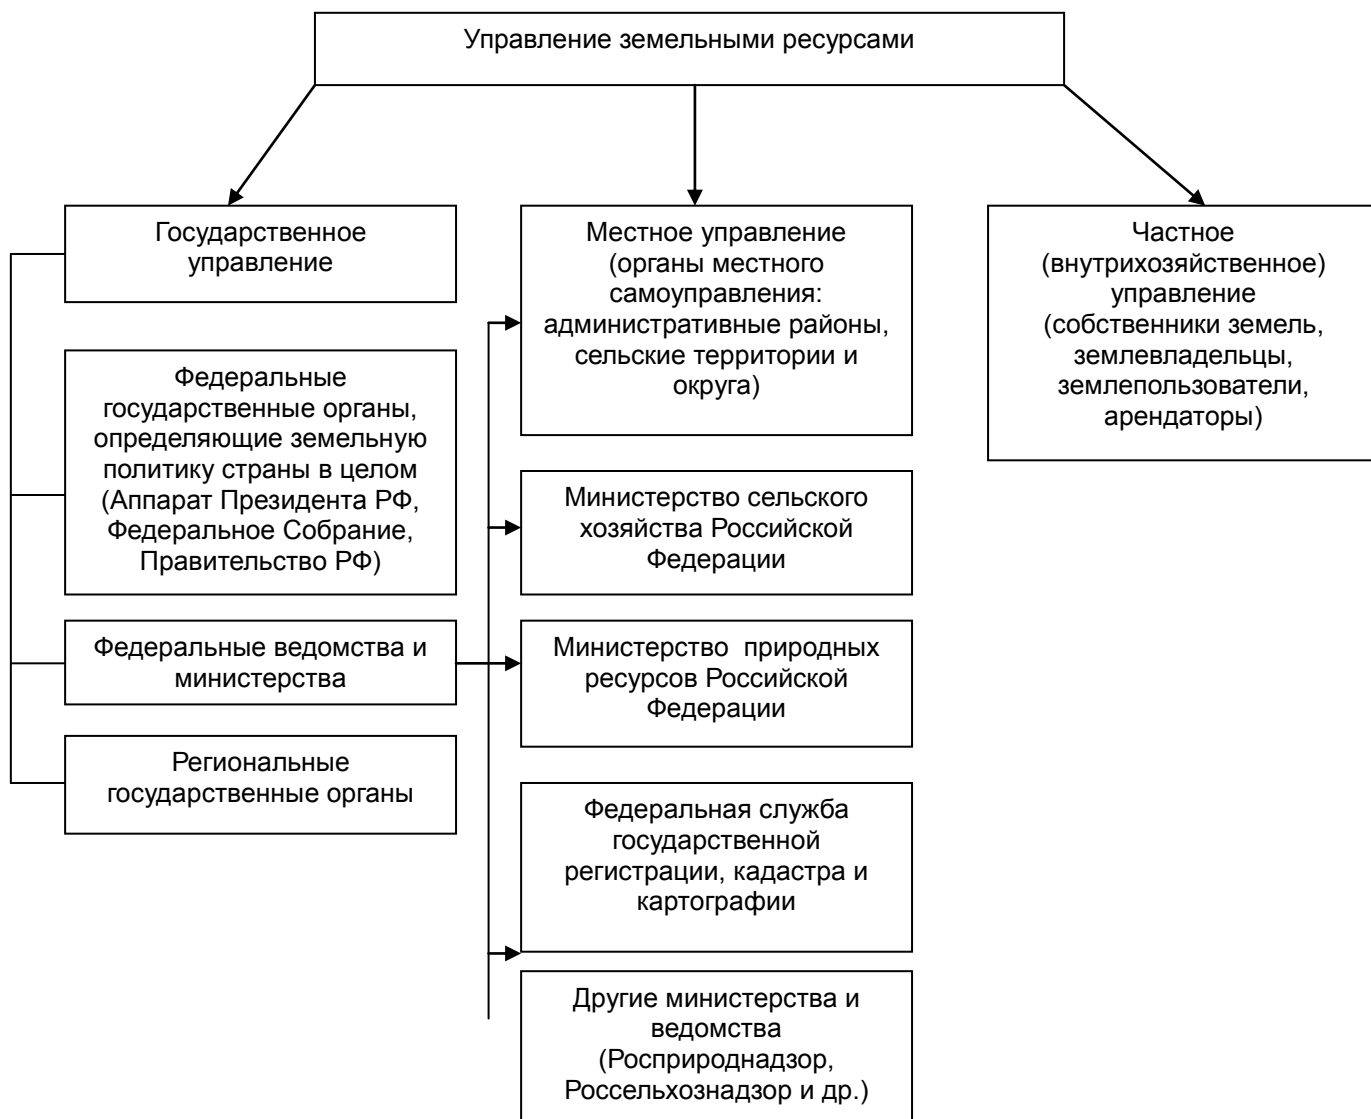 Управление земельными ресурсами
Государственное
управление
Федеральные
государственные органы,
определяющие земельную
политику страны в целом
(Аппарат Президента РФ,
Федеральное Собрание,
Правительство РФ)
Федеральные ведомства и
министерства
Региональные
государственные органы
Местное управление
(органы местного
самоуправления:
административные районы,
сельские территории и
округа)
Министерство сельского
хозяйства Российской
Федерации
Министерство природных
ресурсов Российской
Федерации
Федеральная служба
государственной
регистрации, кадастра и
картографии
Другие министерства и
ведомства
(Росприроднадзор,
Россельхознадзор и др.)
Частное
(внутрихозяйственное)
управление
(собственники земель,
землевладельцы,
землепользователи,
арендаторы)